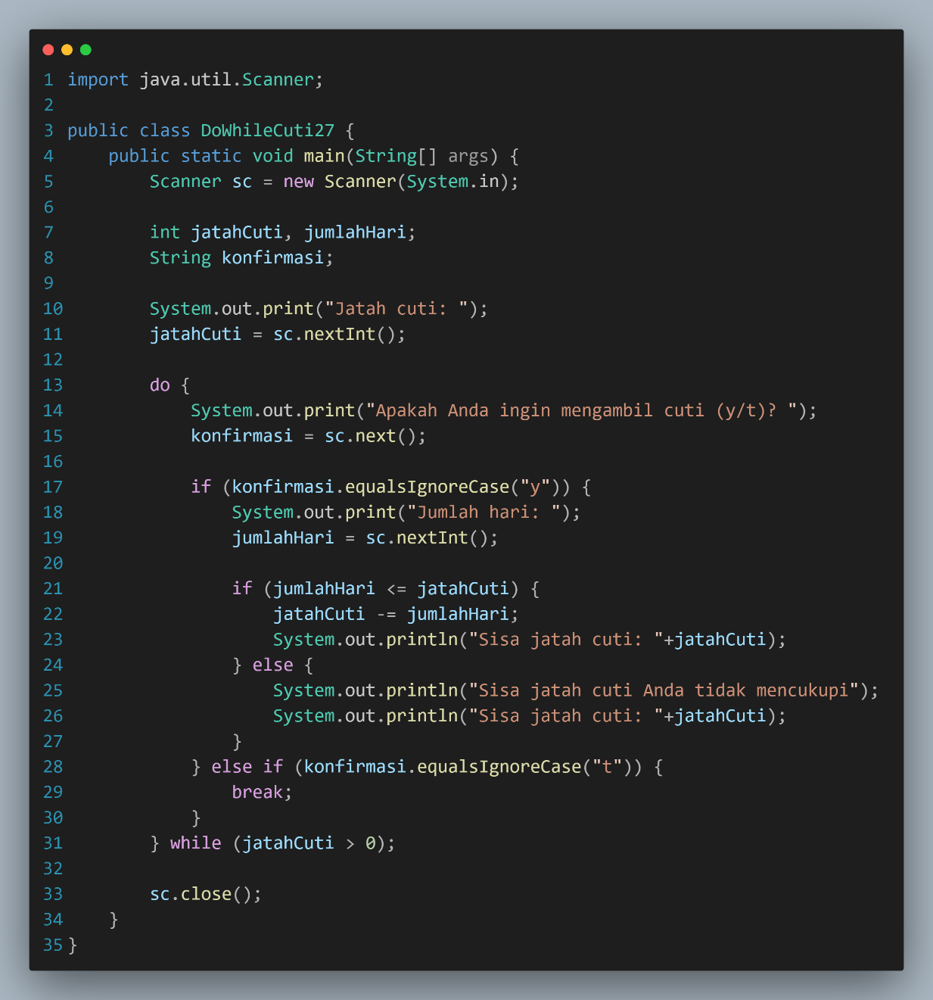 1 import java.util.Scanner;
2
3 public class DoWhileCuti27 {
4     public static void main(String[] args) {
5         Scanner sc = new Scanner(System.in);
6
7         int jatahCuti, jumlahHari;
8         String konfirmasi;
9
10         System.out.print("Jatah cuti: ");
11         jatahCuti = sc.nextInt();
12
13         do {
14             System.out.print("Apakah Anda ingin mengambil cuti (y/t)? ");
15             konfirmasi = sc.next();
16
17             if (konfirmasi.equalsIgnoreCase("y")) {
18                 System.out.print("Jumlah hari: ");
19                 jumlahHari = sc.nextInt();
20
21                 if (jumlahHari <= jatahCuti) {
22                     jatahCuti -= jumlahHari;
23                     System.out.println("Sisa jatah cuti: "+jatahCuti);
24                 } else {
25                     System.out.println("Sisa jatah cuti Anda tidak mencukupi");
26                     System.out.println("Sisa jatah cuti: "+jatahCuti);
27                 }
28             } else if (konfirmasi.equalsIgnoreCase("t")) {
29                 break;
30             }
31         } while (jatahCuti > 0);
32
33         sc.close();
34     }
35 }